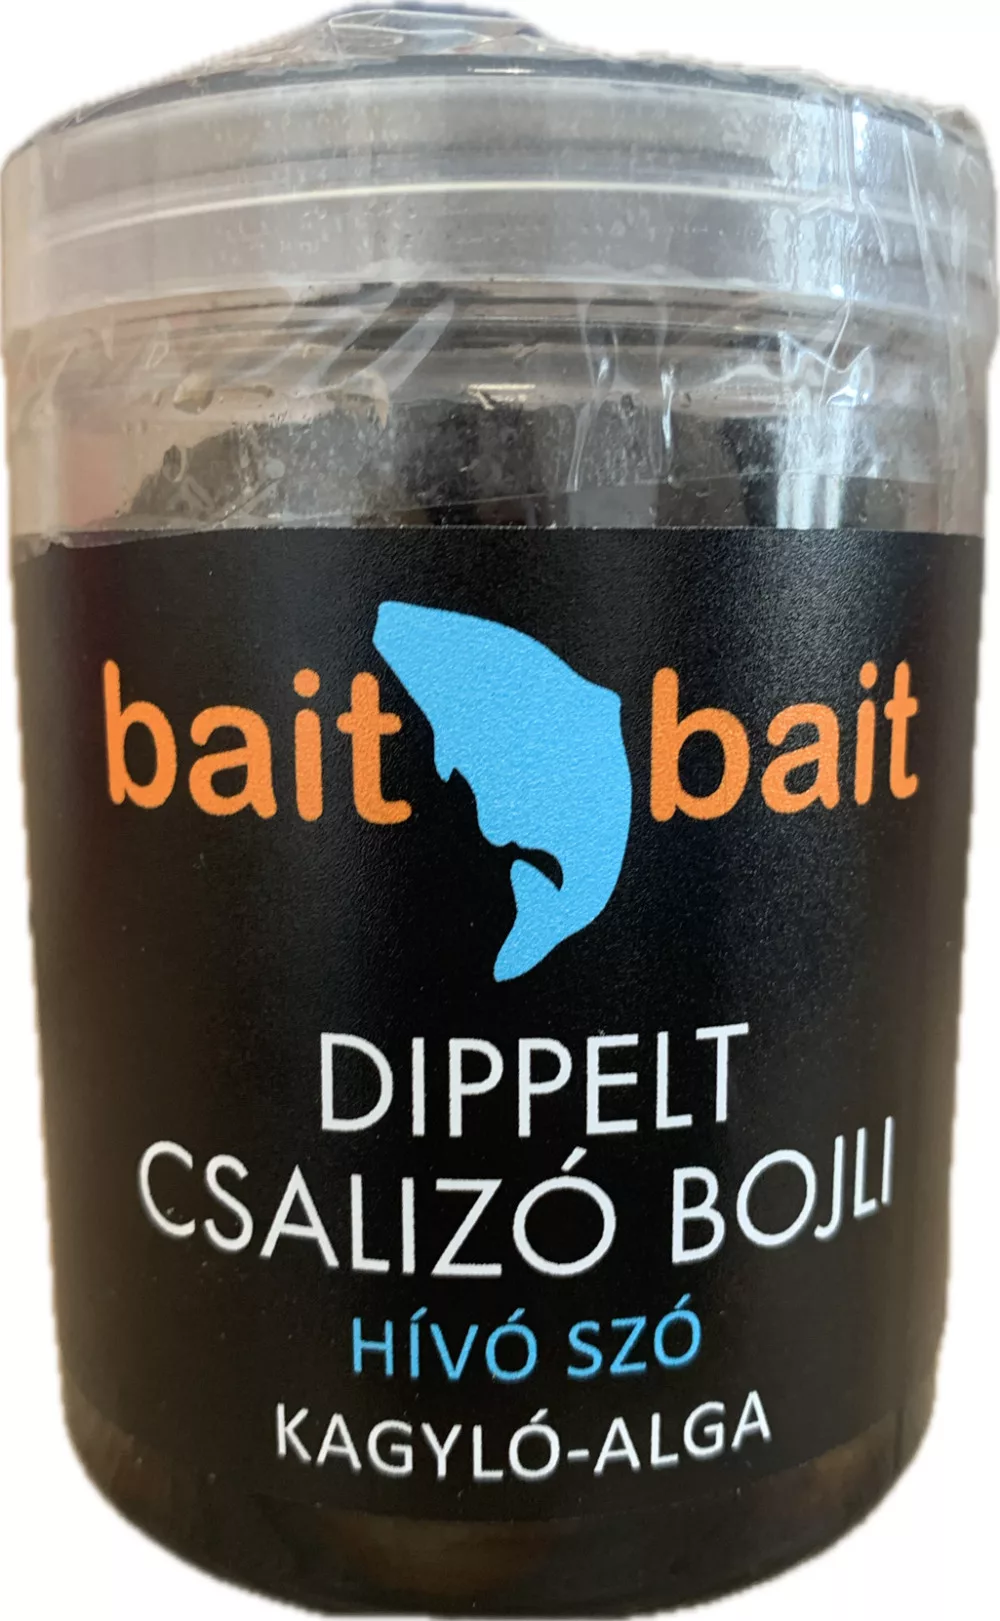 bait bait
DIPPELT
CSALIZÓ BOJLI
HÍVÓ SZÓ
KAGYLÓ-ALGA